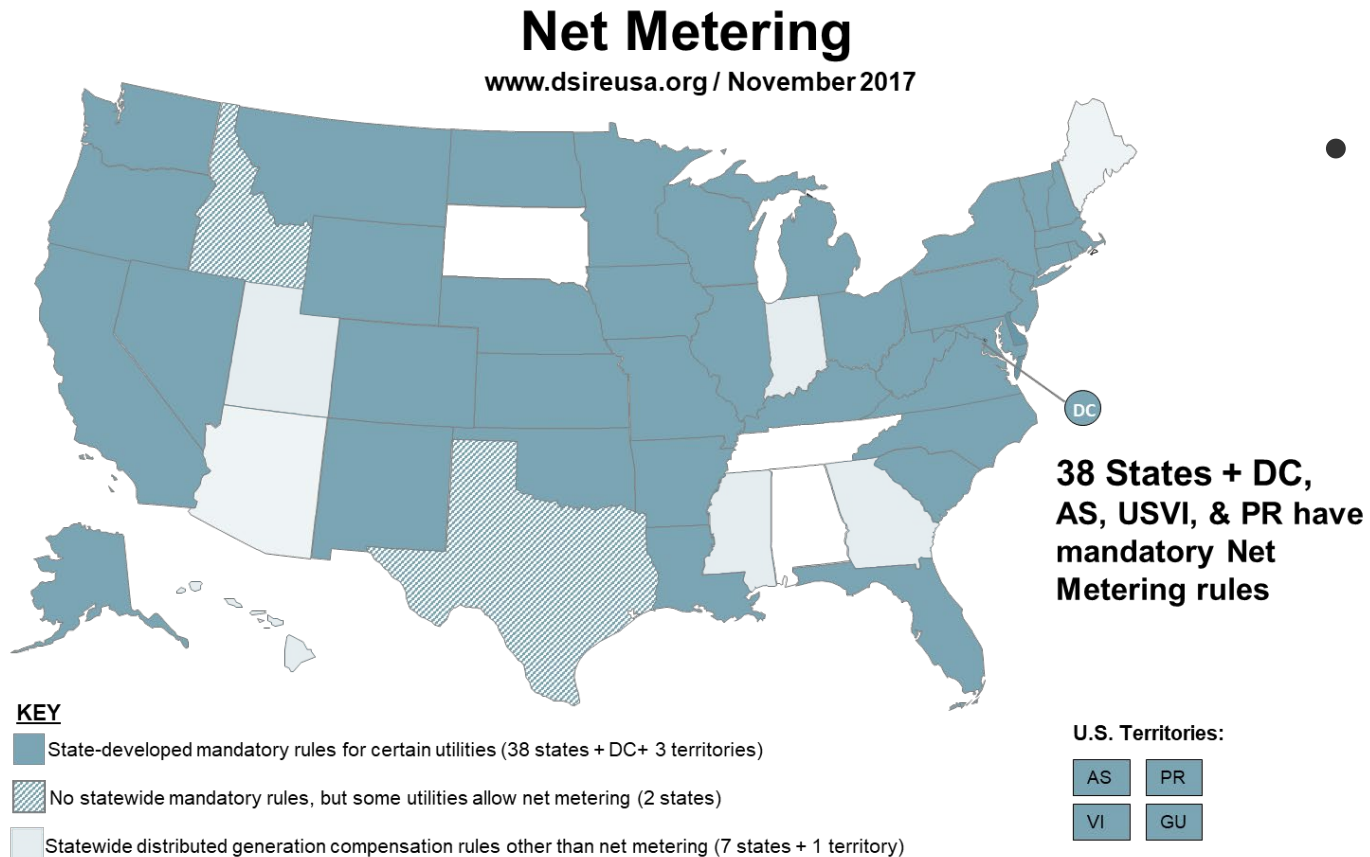 Net Metering
www.dsireusa.org / November 2017
DC
38 States + DC,
AS, USVI, & PR have
mandatory Net
Metering rules
KEY
State-developed mandatory rules for certain utilities (38 states + DC+ 3 territories)
No statewide mandatory rules, but some utilities allow net metering (2 states)
Statewide distributed generation compensation rules other than net metering (7 states + 1 territory)
U.S. Territories:
AS PR
VI GU